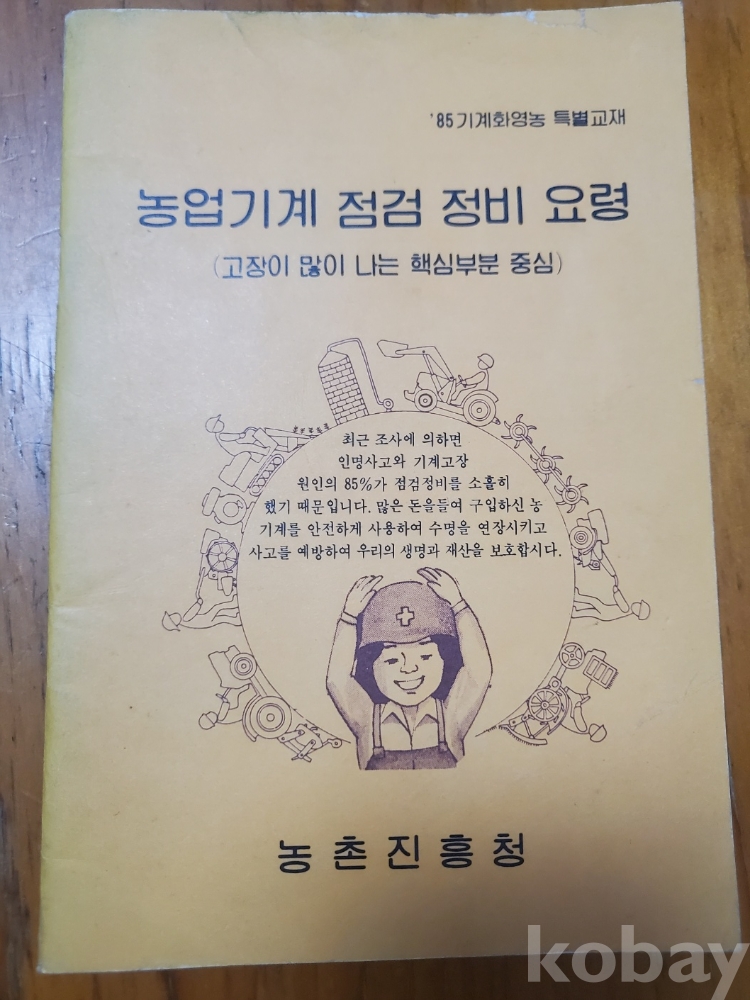 '85 기계화영농 특별교재
농업기계 점검 정비 요령
(고장이 많이 나는 핵심부분 중심)
최근 조사에 의하면
인명사고와 기계고장
원인의 85%가 점검정비를 소홀히
했기 때문입니다. 많은 돈을들여 구입하신 농
기계를 안전하게 사용하여 수명을 연장시키고
사고를 예방하여 우리의 생명과 재산을 보호합시다.
농촌진흥청
kobay